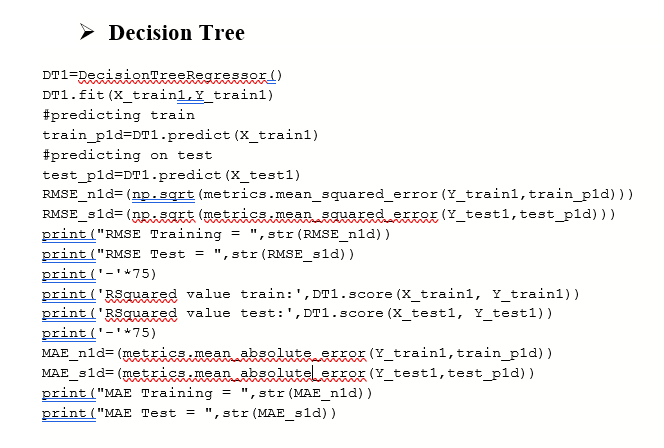 ➢ Decision Tree
DT1=DecisionTreeRegressor()
DT1.fit(X_train1,Y_train1)
#predicting train
train_p1d=DT1.predict(X_train1)
#predicting on test
test_p1d=DT1.predict(X_test1)
RMSE_n1d=(np.sqrt(metrics.mean_squared_error(Y_train1,train_p1d)))
RMSE_s1d=(np.sqrt(metrics.mean_squared_error(Y_test1,test_p1d)))
print("RMSE Training = ",str(RMSE_n1d))
print("RMSE Test = ",str(RMSE_s1d))
print('-'*75)
print('RSquared value train:',DT1.score(X_train1, Y_train1))
print('RSquared value test:',DT1.score(X_test1, Y_test1))
print('-'*75)
MAE_n1d=(metrics.mean_absolute_error(Y_train1,train_p1d))
MAE_s1d=(metrics.mean_absolute_error(Y_test1,test_p1d))
print("MAE Training = ",str(MAE_n1d))
print("MAE Test = ",str(MAE_s1d))